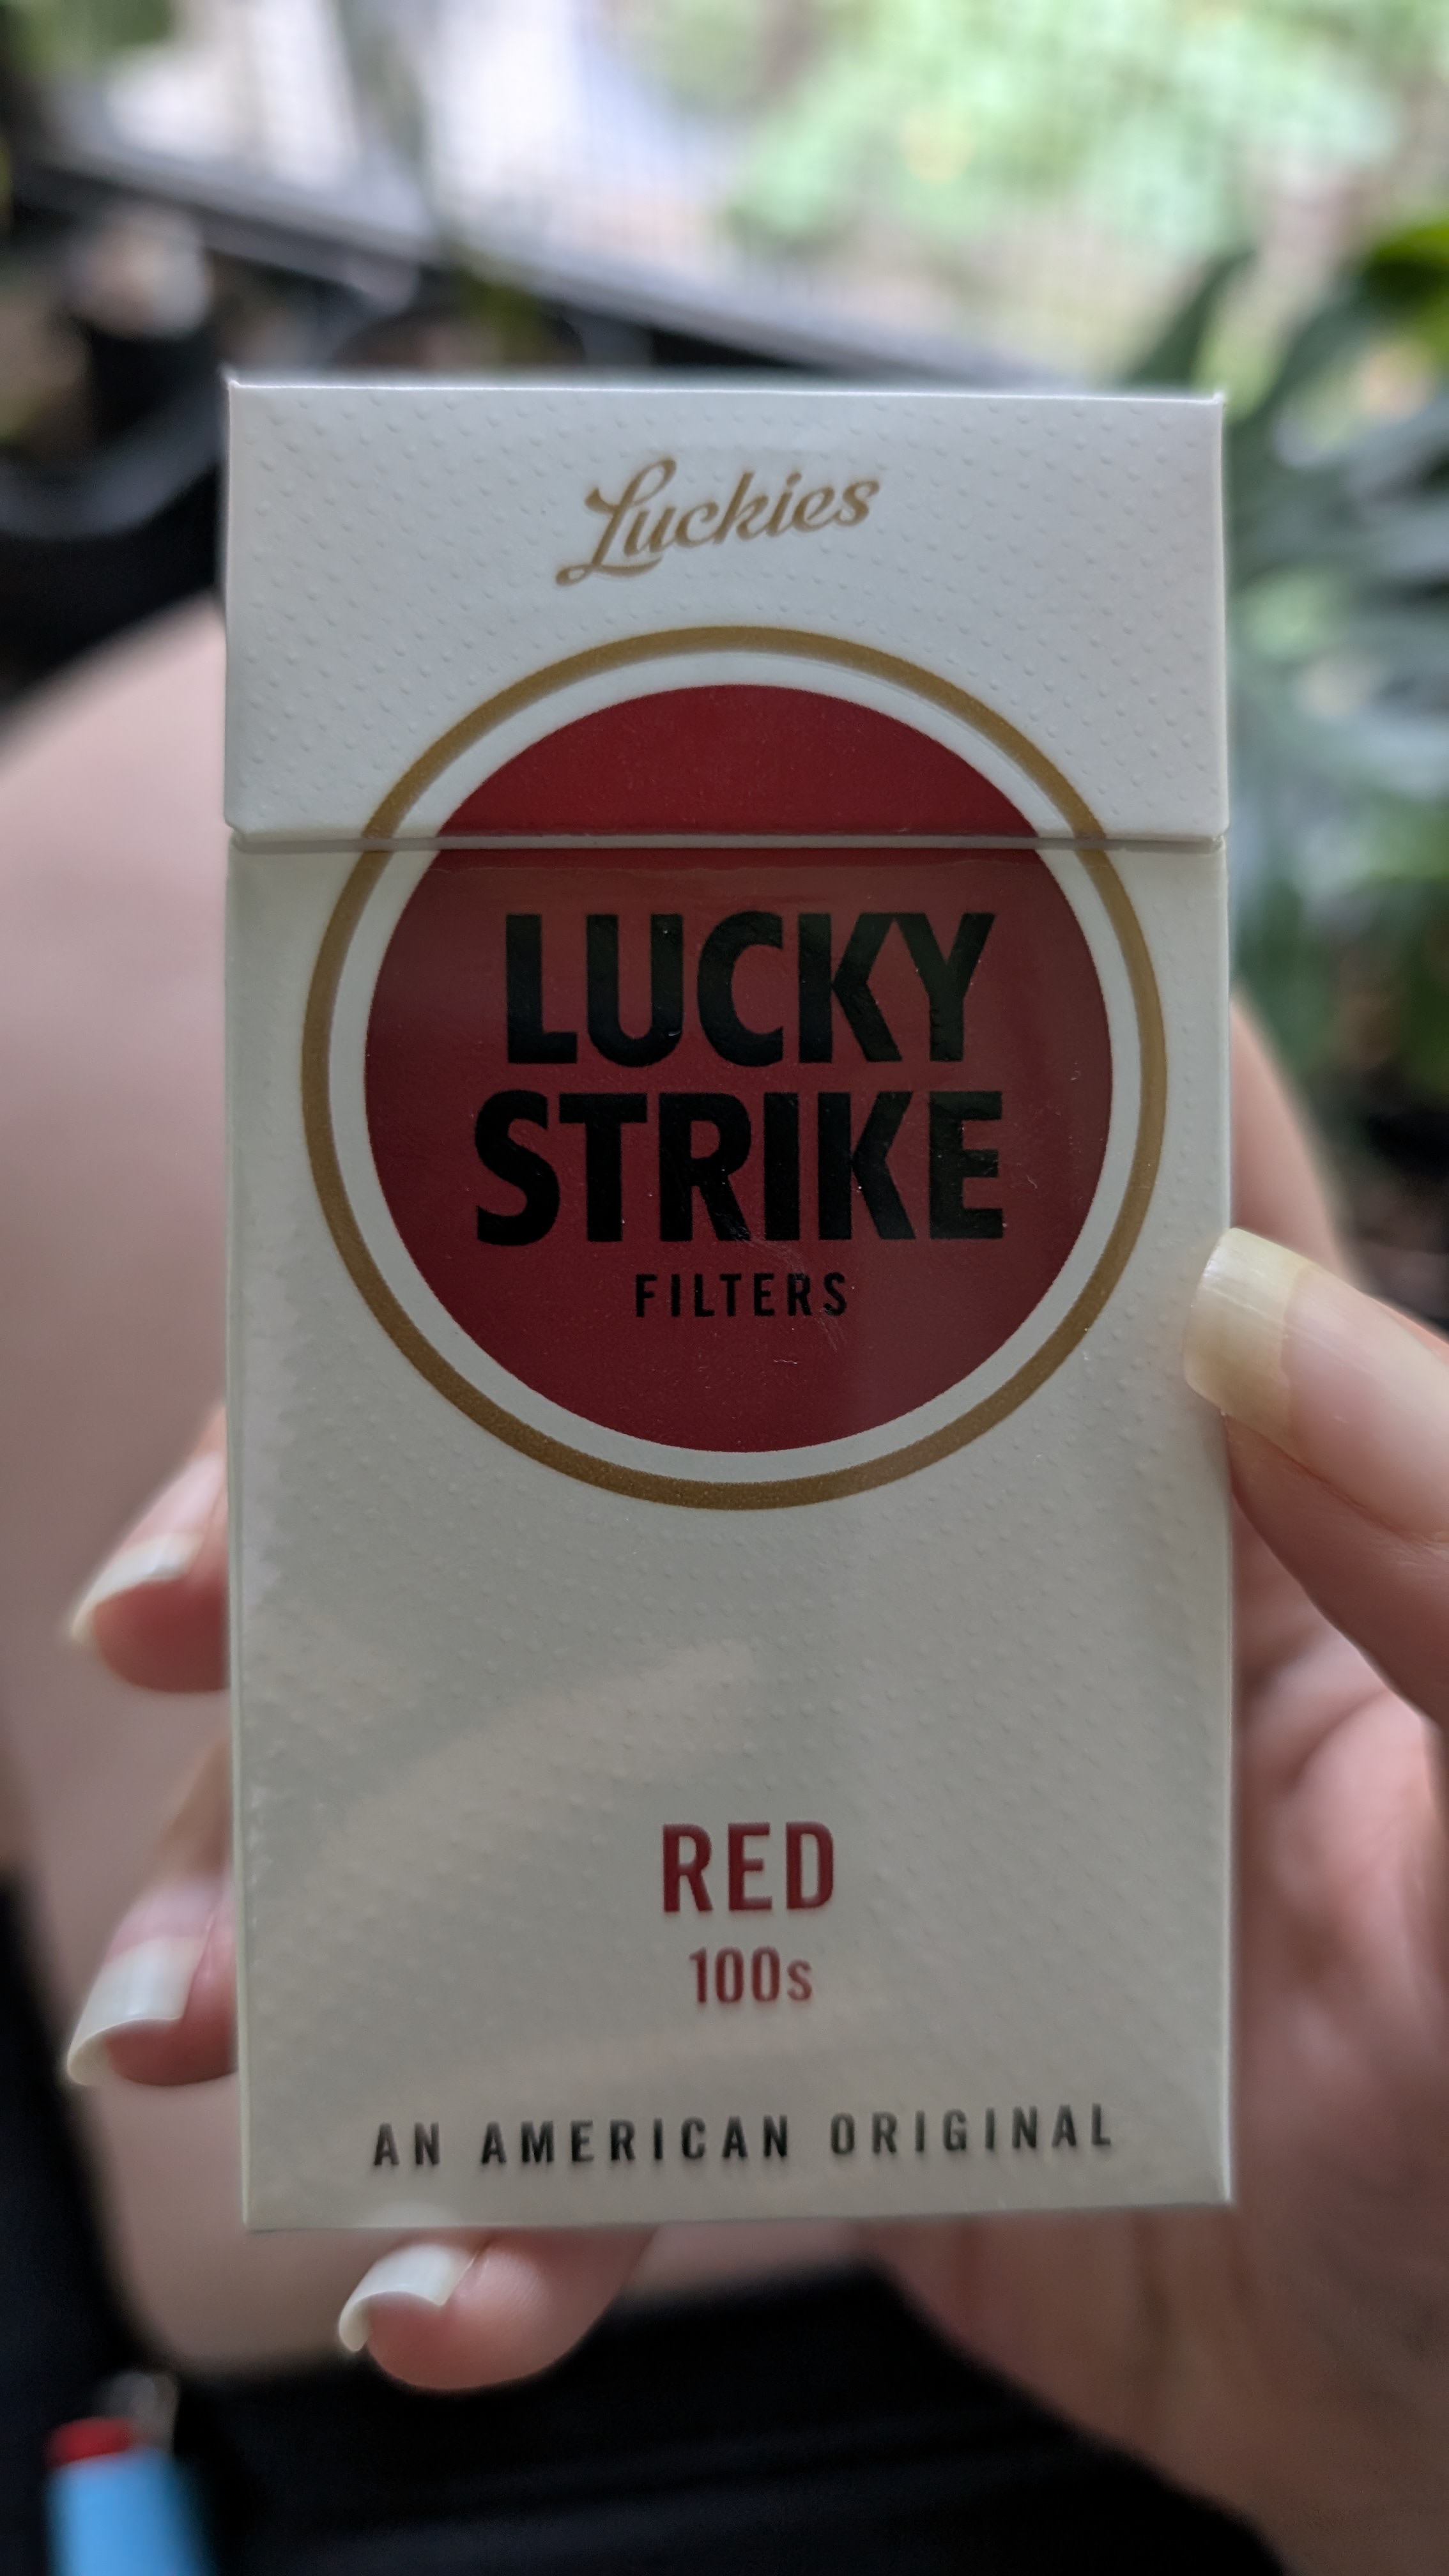 Luckies
LUCKY
STRIKE
FILTERS
RED
100s
AN AMERICAN ORIGINAL